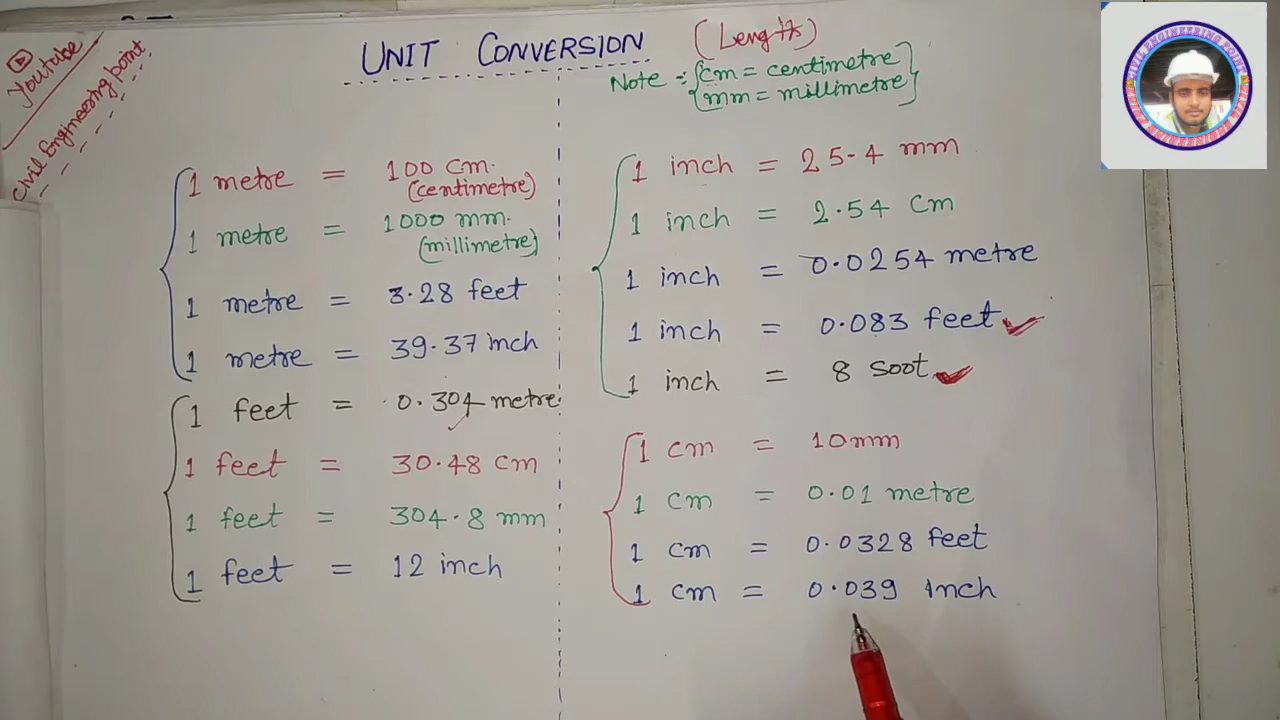 YouTube
Civil Engineering point
UNIT CONVERSION (Length)
Note :- cm = centimetre
mm = millimetre
1 metre = 100 cm.
(centimetre)
1 metre = 1000 mm.
(millimetre)
1 metre = 3.28 feet
1 metre = 39.37 inch
1 feet = 0.304 metre
1 feet = 30.48 cm
1 feet = 304.8 mm
1 feet = 12 inch
1 inch = 25.4 mm
1 inch = 2.54 cm
1 inch = 0.0254 metre
1 inch = 0.083 feet
1 inch = 8 soot
1 cm = 10mm
1 cm = 0.01 metre
1 cm = 0.0328 feet
1 cm = 0.039 inch
CIVIL ENGINEERING POINT